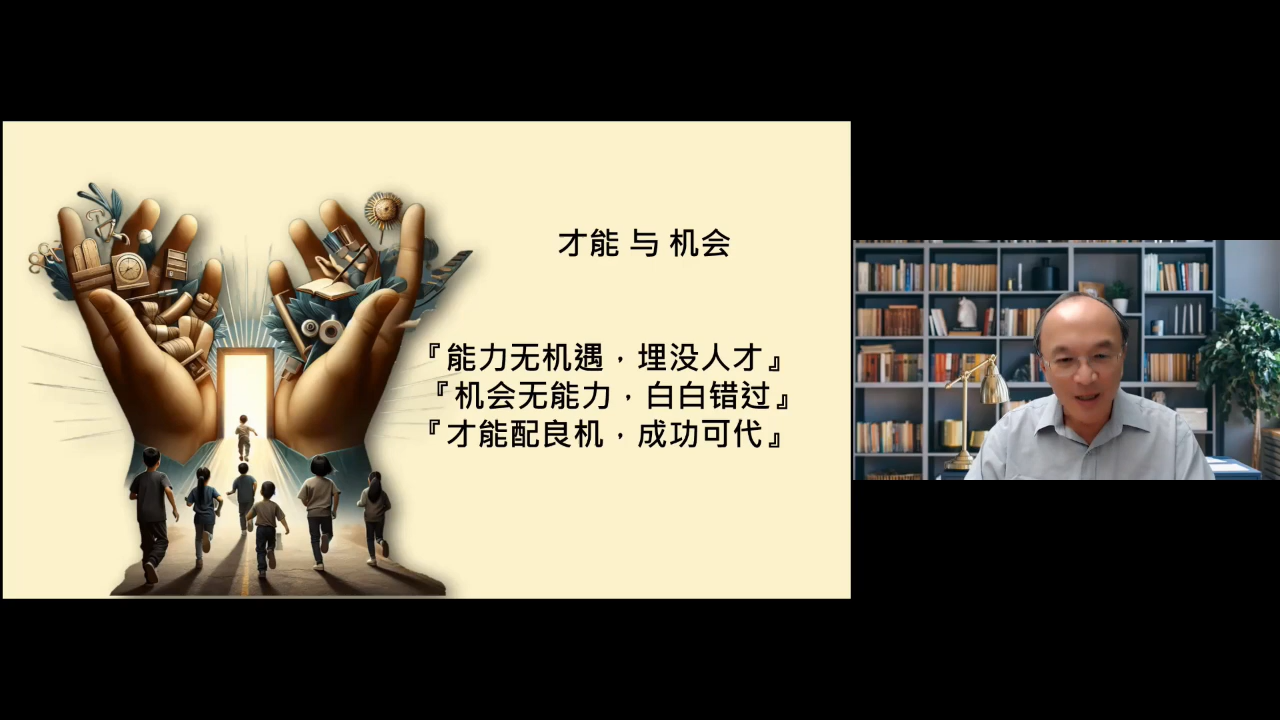 才能 与 机会
『能力无机遇，埋没人才』
『机会无能力，白白错过』
『才能配良机，成功可代』